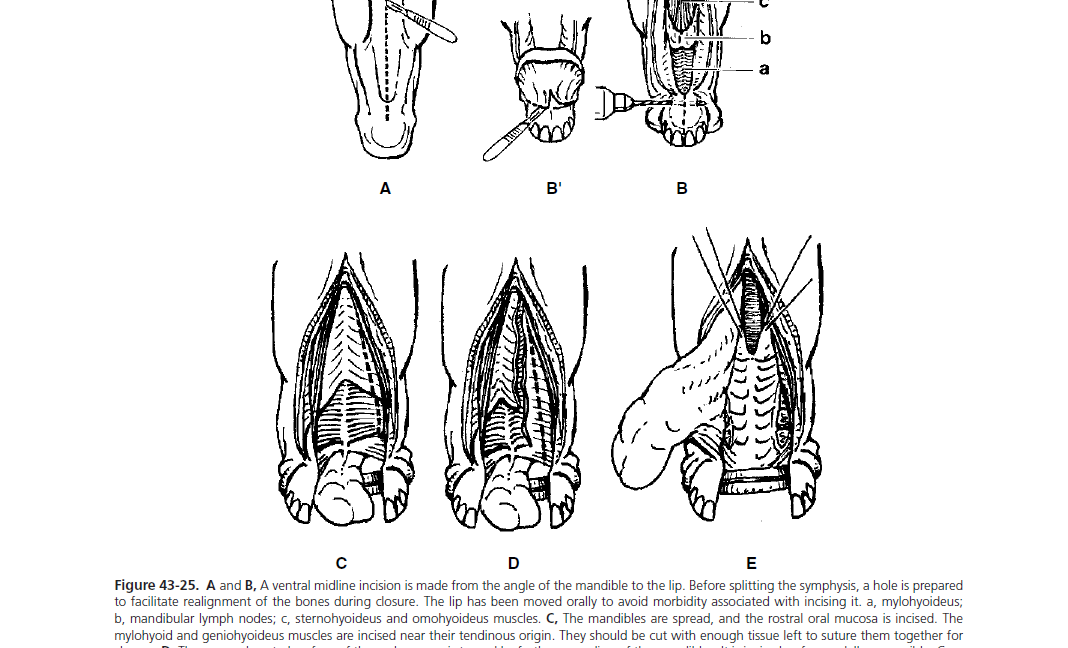 c
b
a
A B' B
C D E
Figure 43-25. A and B, A ventral midline incision is made from the angle of the mandible to the lip. Before splitting the symphysis, a hole is prepared
to facilitate realignment of the bones during closure. The lip has been moved orally to avoid morbidity associated with incising it. a, mylohyoideus;
b, mandibular lymph nodes; c, sternohyoideus and omohyoideus muscles. C, The mandibles are spread, and the rostral oral mucosa is incised. The
mylohyoid and geniohyoideus muscles are incised near their tendinous origin. They should be cut with enough tissue left to suture them together for